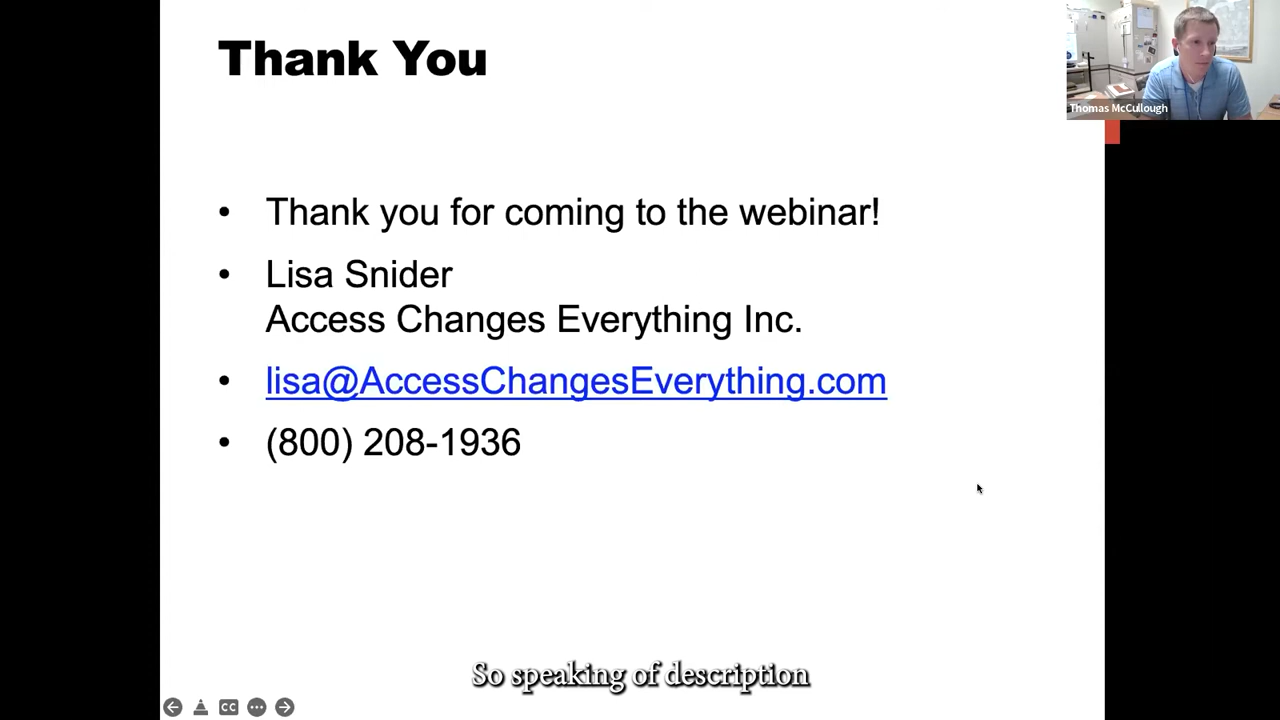 Thank You
Thomas McCullough
• Thank you for coming to the webinar!
• Lisa Snider
Access Changes Everything Inc.
• lisa@AccessChangesEverything.com
• (800) 208-1936
So speaking of description
CC